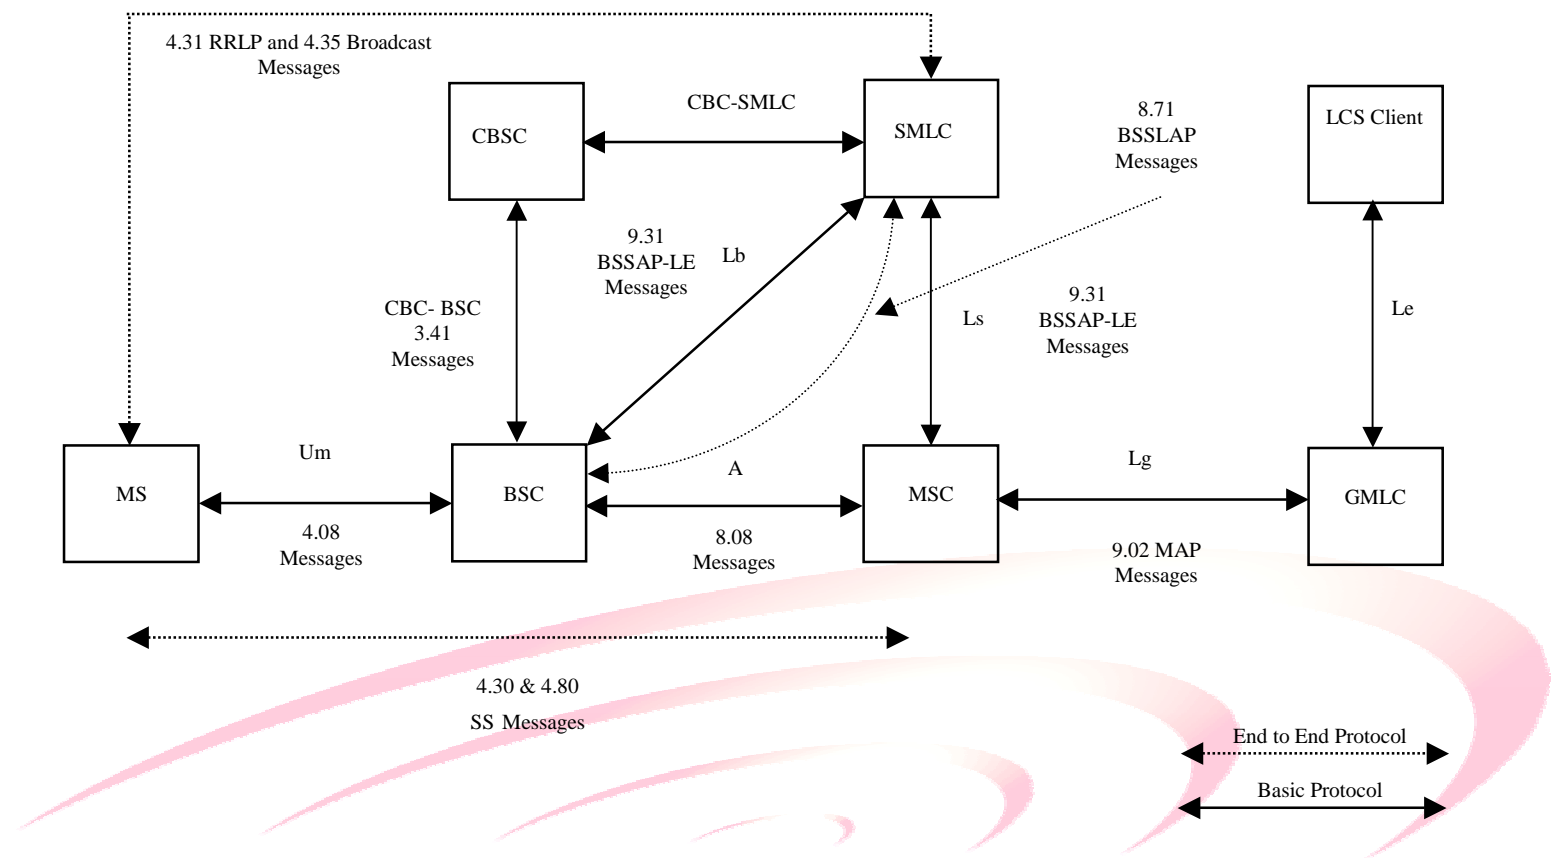 4.31 RRLP and 4.35 Broadcast
Messages
CBSC
CBC-SMLC
SMLC
8.71
BSSLAP
Messages
LCS Client
9.31
BSSAP-LE
Messages
Lb
CBC- BSC
3.41
Messages
Ls
9.31
BSSAP-LE
Messages
Le
MS
Um
4.08
Messages
BSC
A
8.08
Messages
MSC
Lg
9.02 MAP
Messages
GMLC
4.30 & 4.80
SS Messages
End to End Protocol
Basic Protocol